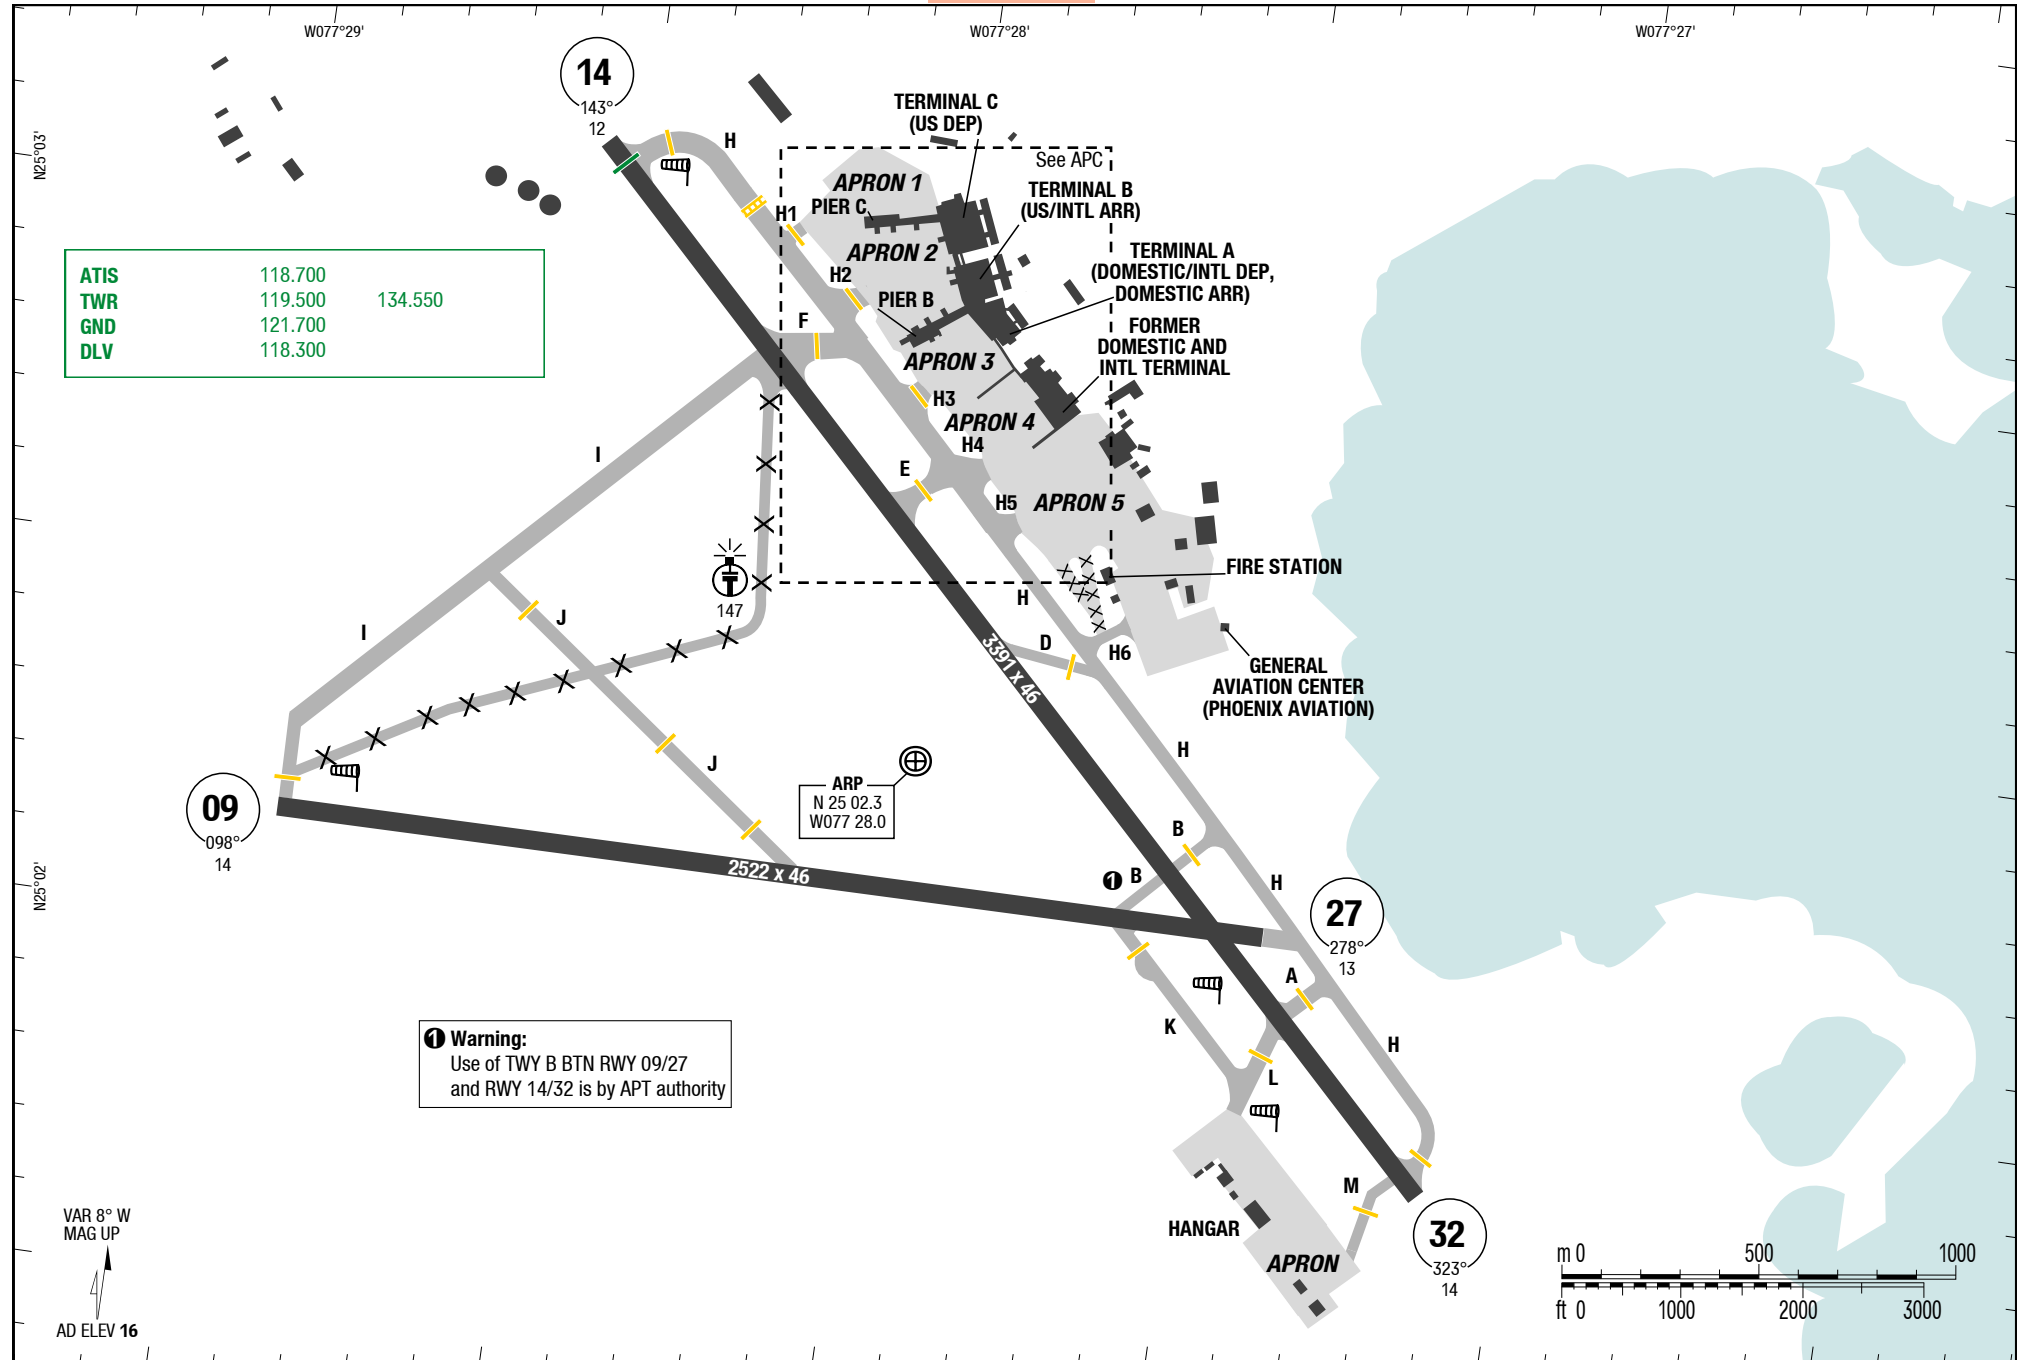 W077°29'
W077°28'
W077°27'
N25°03'
N25°02'
14
143°
12
H
TERMINAL C
(US DEP)
See APC
APRON 1
TERMINAL B
(US/INTL ARR)
H1
PIER C
APRON 2
TERMINAL A
(DOMESTIC/INTL DEP,
DOMESTIC ARR)
H2
PIER B
ATIS 118.700
TWR 119.500 134.550
GND 121.700
DLV 118.300
F
FORMER
DOMESTIC AND
INTL TERMINAL
APRON 3
H3
APRON 4
H4
I
E
H5
APRON 5
FIRE STATION
147
H
J
I
D
H6
3391 x 46
GENERAL
AVIATION CENTER
(PHOENIX AVIATION)
H
J
ARP
N 25 02.3
W077 28.0
09
098°
14
B
2522 x 46
1 B
H
27
278°
13
A
K
H
L
1 Warning:
Use of TWY B BTN RWY 09/27
and RWY 14/32 is by APT authority
M
HANGAR
APRON
32
323°
14
VAR 8° W
MAG UP
AD ELEV 16
m 0 500 1000
ft 0 1000 2000 3000